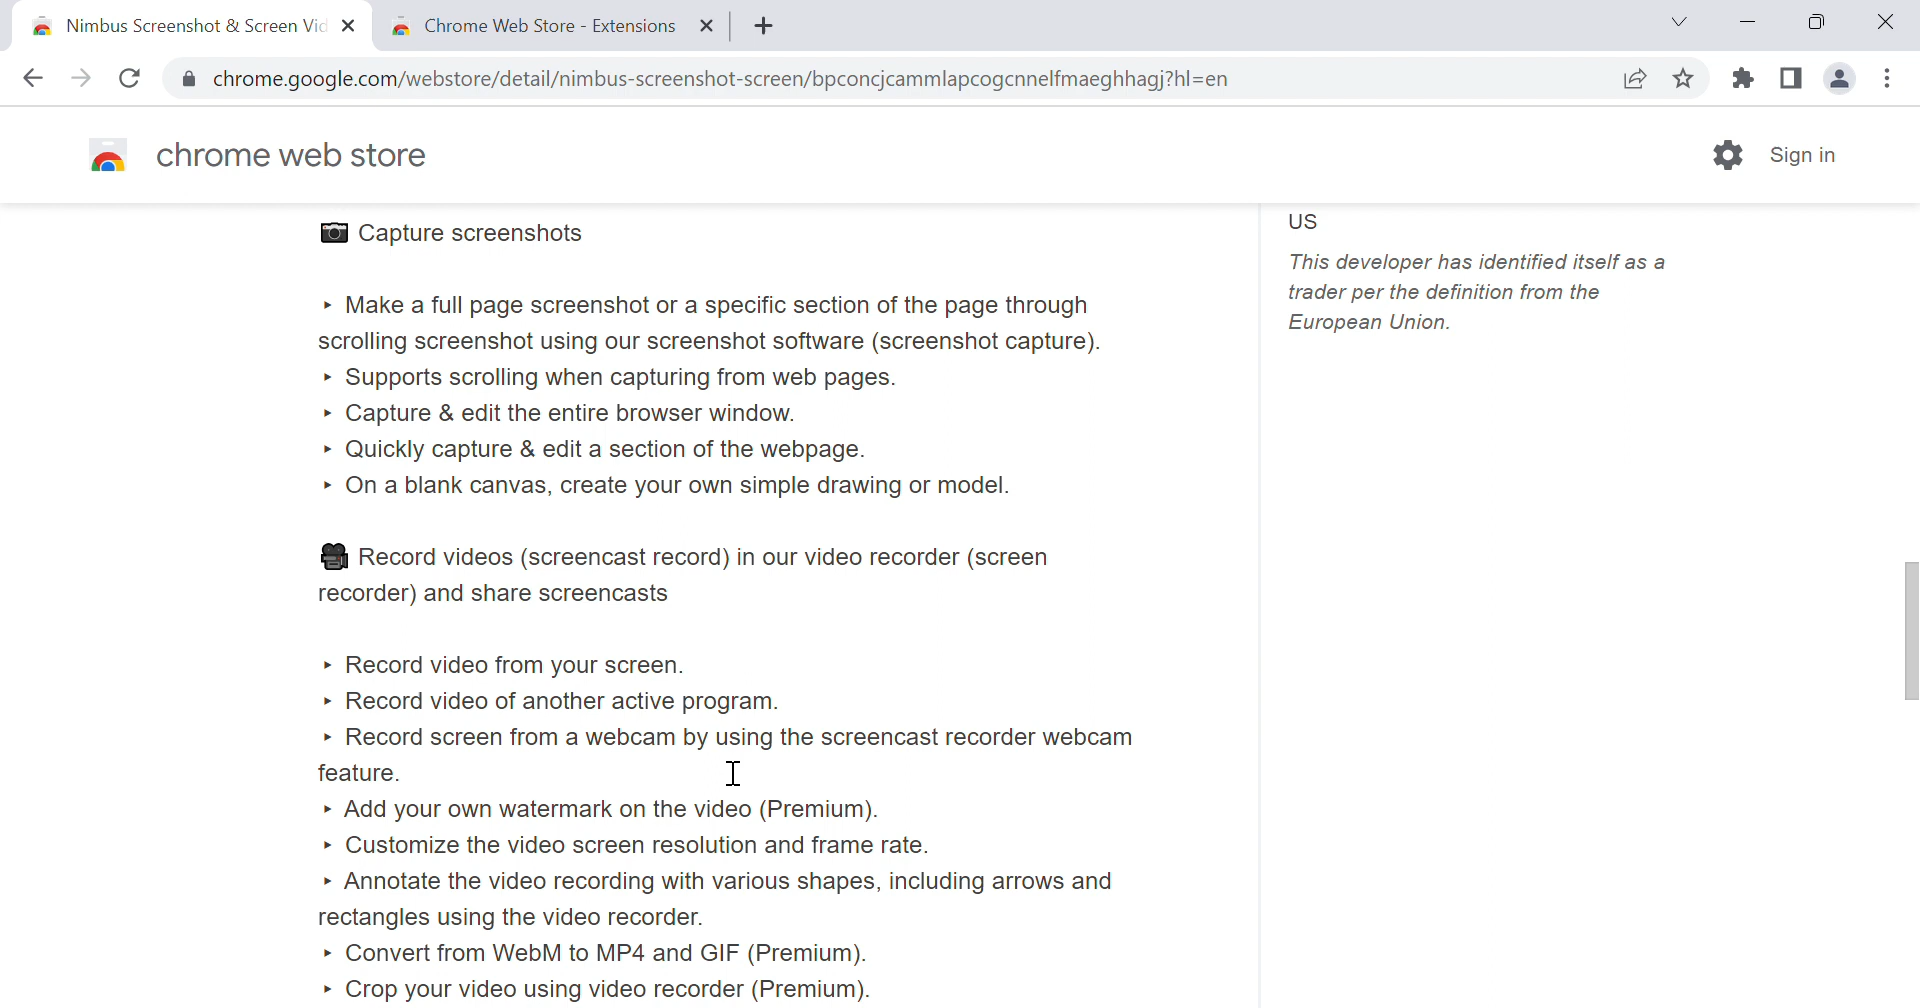 Nimbus Screenshot & Screen Vid
Chrome Web Store - Extensions
chrome.google.com/webstore/detail/nimbus-screenshot-screen/bpconcjcammlapcogcnnelfmaeghhagj?hl=en
chrome web store
Sign in
Capture screenshots
‣ Make a full page screenshot or a specific section of the page through
scrolling screenshot using our screenshot software (screenshot capture).
‣ Supports scrolling when capturing from web pages.
‣ Capture & edit the entire browser window.
‣ Quickly capture & edit a section of the webpage.
‣ On a blank canvas, create your own simple drawing or model.
Record videos (screencast record) in our video recorder (screen
recorder) and share screencasts
‣ Record video from your screen.
‣ Record video of another active program.
‣ Record screen from a webcam by using the screencast recorder webcam
feature.
‣ Add your own watermark on the video (Premium).
‣ Customize the video screen resolution and frame rate.
‣ Annotate the video recording with various shapes, including arrows and
rectangles using the video recorder.
‣ Convert from WebM to MP4 and GIF (Premium).
‣ Crop your video using video recorder (Premium).
US
This developer has identified itself as a
trader per the definition from the
European Union.